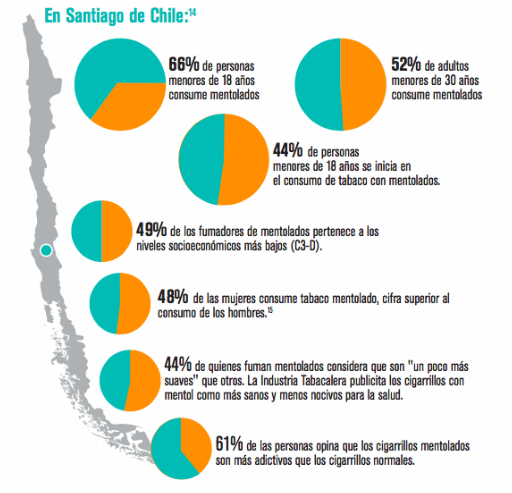 En Santiago de Chile:14
66% de personas
menores de 18 años
consume mentolados
52% de adultos
menores de 30 años
consume mentolados
44% de personas
menores de 18 años se inicia en
el consumo de tabaco con mentolados.
49% de los fumadores de mentolados pertenece a los
niveles socioeconómicos más bajos (C3-D).
48% de las mujeres consume tabaco mentolado, cifra superior al
consumo de los hombres.15
44% de quienes fuman mentolados considera que son "un poco más
suaves" que otros. La Industria Tabacalera publicita los cigarrillos con
mentol como más sanos y menos nocivos para la salud.
61% de las personas opina que los cigarrillos mentolados
son más adictivos que los cigarrillos normales.